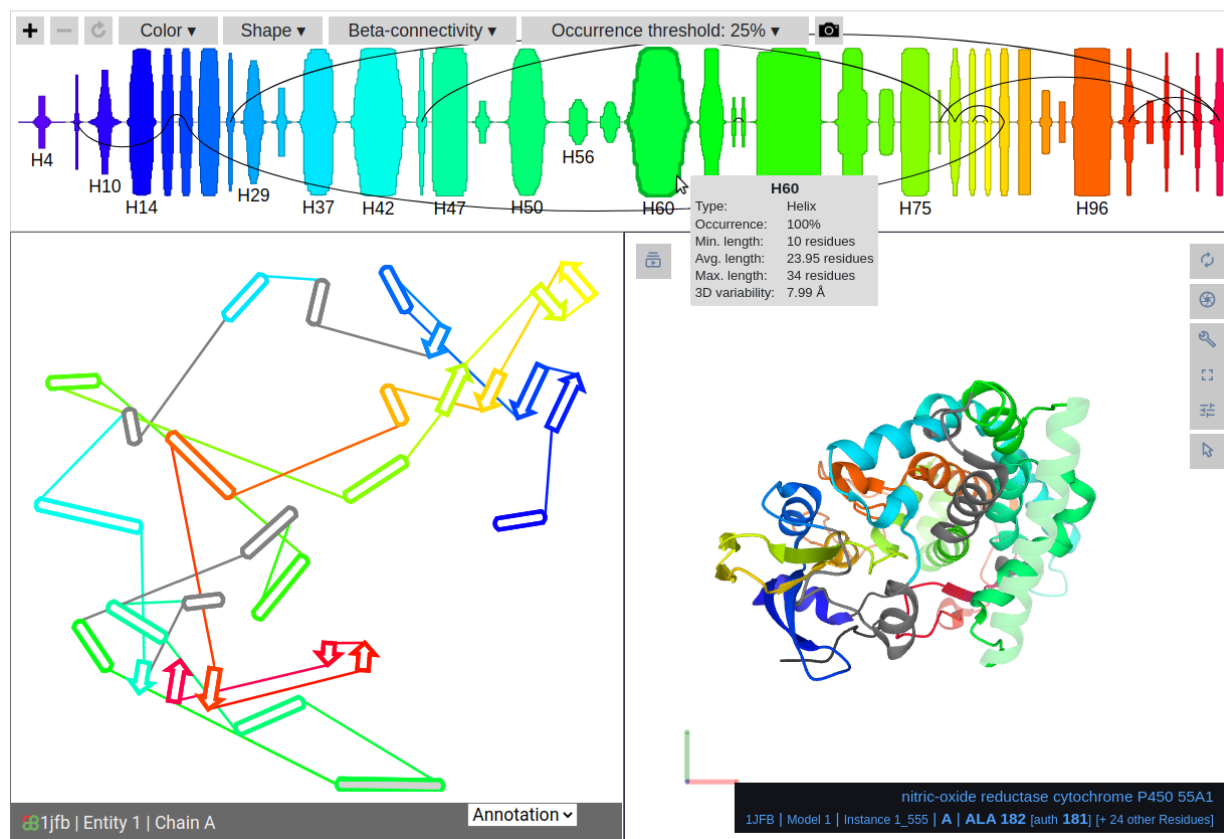 Color ▾
Shape ▾
Beta-connectivity ▾
Occurrence threshold: 25% ▾
H4
H10
H14
H29
H37
H42
H47
H50
H56
H60
H75
H96
H60
Type: Helix
Occurrence: 100%
Min. length: 10 residues
Avg. length: 23.95 residues
Max. length: 34 residues
3D variability: 7.99 Å
1jfb | Entity 1 | Chain A
Annotation
nitric-oxide reductase cytochrome P450 55A1
1JFB | Model 1 | Instance 1_555 | A | ALA 182 [auth 181] [+ 24 other Residues]